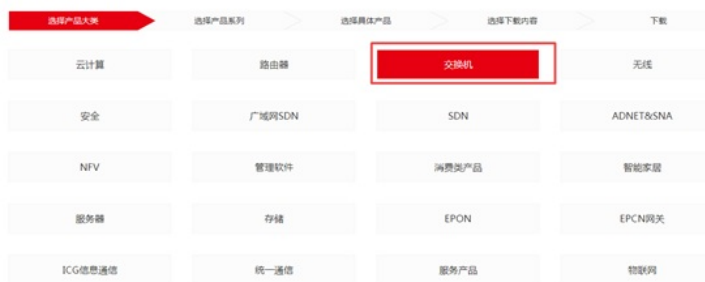 选择产品大类 选择产品系列 选择具体产品 选择下载内容 下载
云计算 路由器 交换机 无线
安全 广域网SDN SDN ADNET&SNA
NFV 管理软件 消费类产品 智能家居
服务器 存储 EPON EPCN网关
ICG信息通信 统一通信 服务产品 物联网